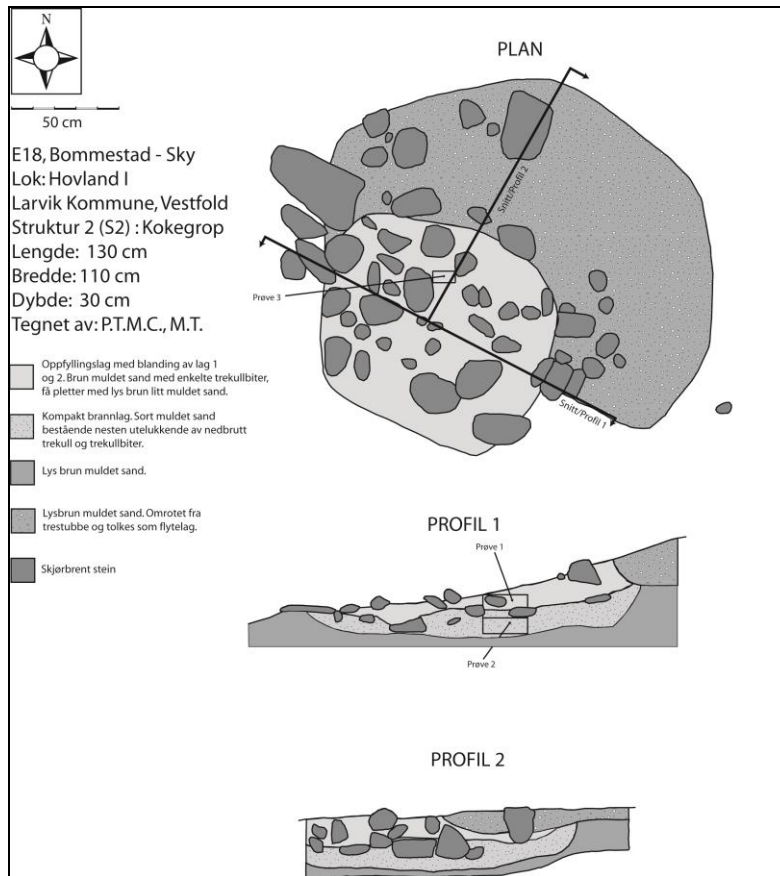 N
50 cm
E18, Bommestad - Sky
Lok: Hovland I
Larvik Kommune, Vestfold
Struktur 2 (S2) : Kokegrop
Lengde: 130 cm
Bredde: 110 cm
Dybde: 30 cm
Tegnet av: P.T.M.C., M.T.
Oppfyllingslag med blanding av lag 1
og 2. Brun muldet sand med enkelte trekullbiter,
få pletter med lys brun litt muldet sand.
Kompakt brannlag. Sort muldet sand
bestående nesten utelukkende av nedbrutt
trekull og trekullbiter.
Lys brun muldet sand.
Lysbrun muldet sand. Omrotet fra
trestubbe og tolkes som flytelag.
Skjørbrent stein
PLAN
Snitt/Profil 2
Prøve 3
Snitt/Profil 1
PROFIL 1
Prøve 1
Prøve 2
PROFIL 2